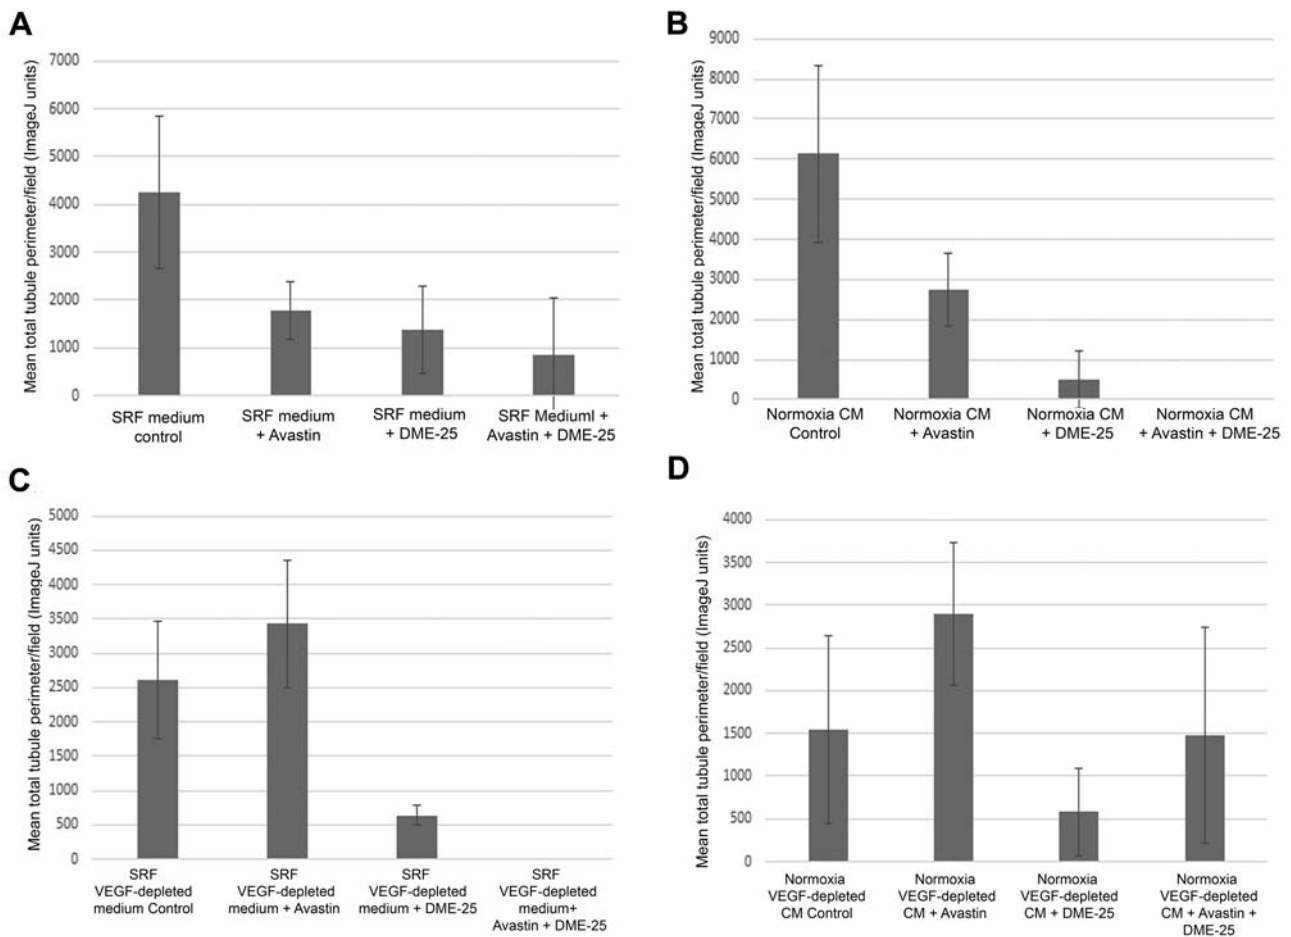 A
Mean total tubule perimeter/field (ImageJ units)
7000
6000
5000
4000
3000
2000
1000
0
SRF medium
control
SRF medium
+ Avastin
SRF medium
+ DME-25
SRF Mediuml +
Avastin + DME-25
B
Mean total tubule perimeter/field (ImageJ units)
9000
8000
7000
6000
5000
4000
3000
2000
1000
0
Normoxia CM
Control
Normoxia CM
+ Avastin
Normoxia CM
+ DME-25
Normoxia CM
+ Avastin + DME-25
C
Mean total tubule perimeter/field (ImageJ units)
5000
4500
4000
3500
3000
2500
2000
1500
1000
500
0
SRF
VEGF-depleted
medium Control
SRF
VEGF-depleted
medium + Avastin
SRF
VEGF-depleted
medium + DME-25
SRF
VEGF-depleted
medium+
Avastin + DME-25
D
Mean total tubule perimeter/field (ImageJ units)
4000
3500
3000
2500
2000
1500
1000
500
0
Normoxia
VEGF-depleted
CM Control
Normoxia
VEGF-depleted
CM + Avastin
Normoxia
VEGF-depleted
CM + DME-25
Normoxia
VEGF-depleted
CM + Avastin +
DME-25